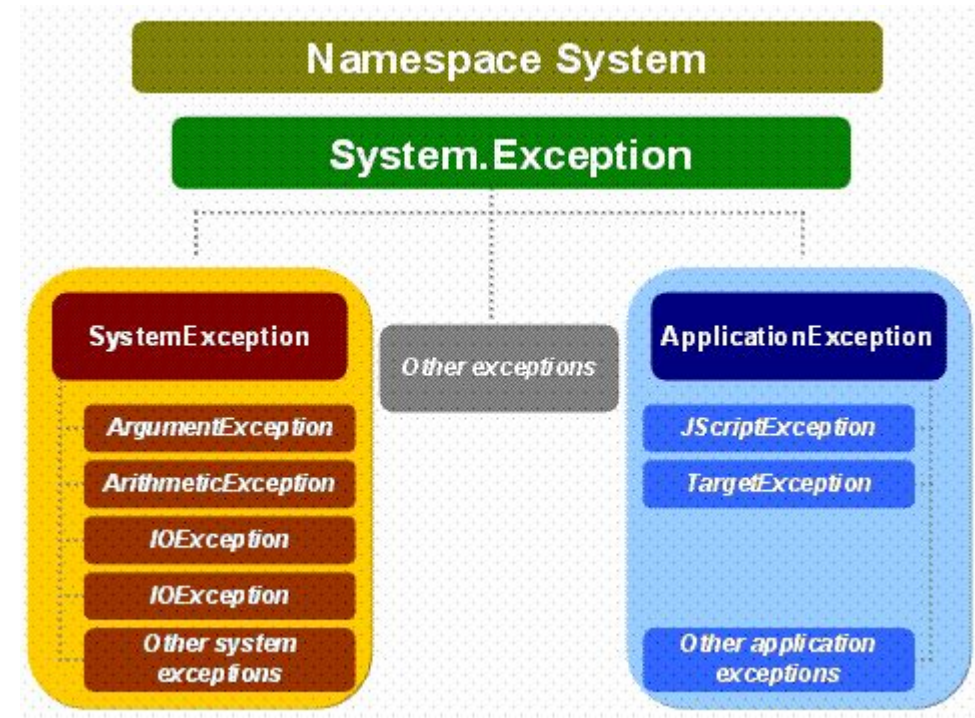 Namespace System
System.Exception
SystemException
ArgumentException
ArithmeticException
IOException
IOException
Other system
exceptions
Other exceptions
ApplicationException
JScriptException
TargetException
Other application
exceptions